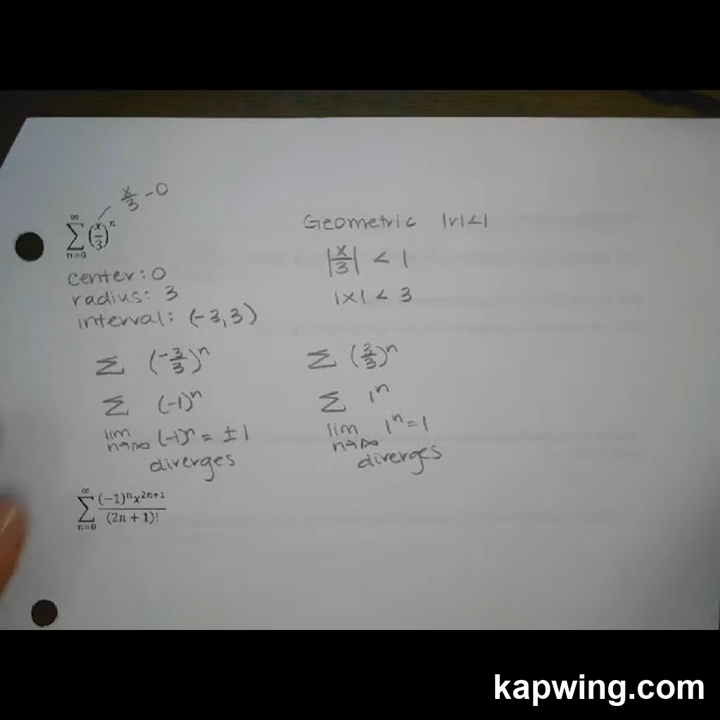 x/3 - 0
∞
∑ (x/3)^n
n=0
center: 0
radius: 3
interval: (-3, 3)
Geometric |r|<1
|x/3| < 1
|x| < 3
∑ (-3/3)^n
∑ (-1)^n
lim (-1)^n = ±1
n→∞
diverges
∑ (3/3)^n
∑ 1^n
lim 1^n = 1
n→∞
diverges
∞
∑ (-1)^n x^{2n+1} / (2n + 1)!
n=0
kapwing.com